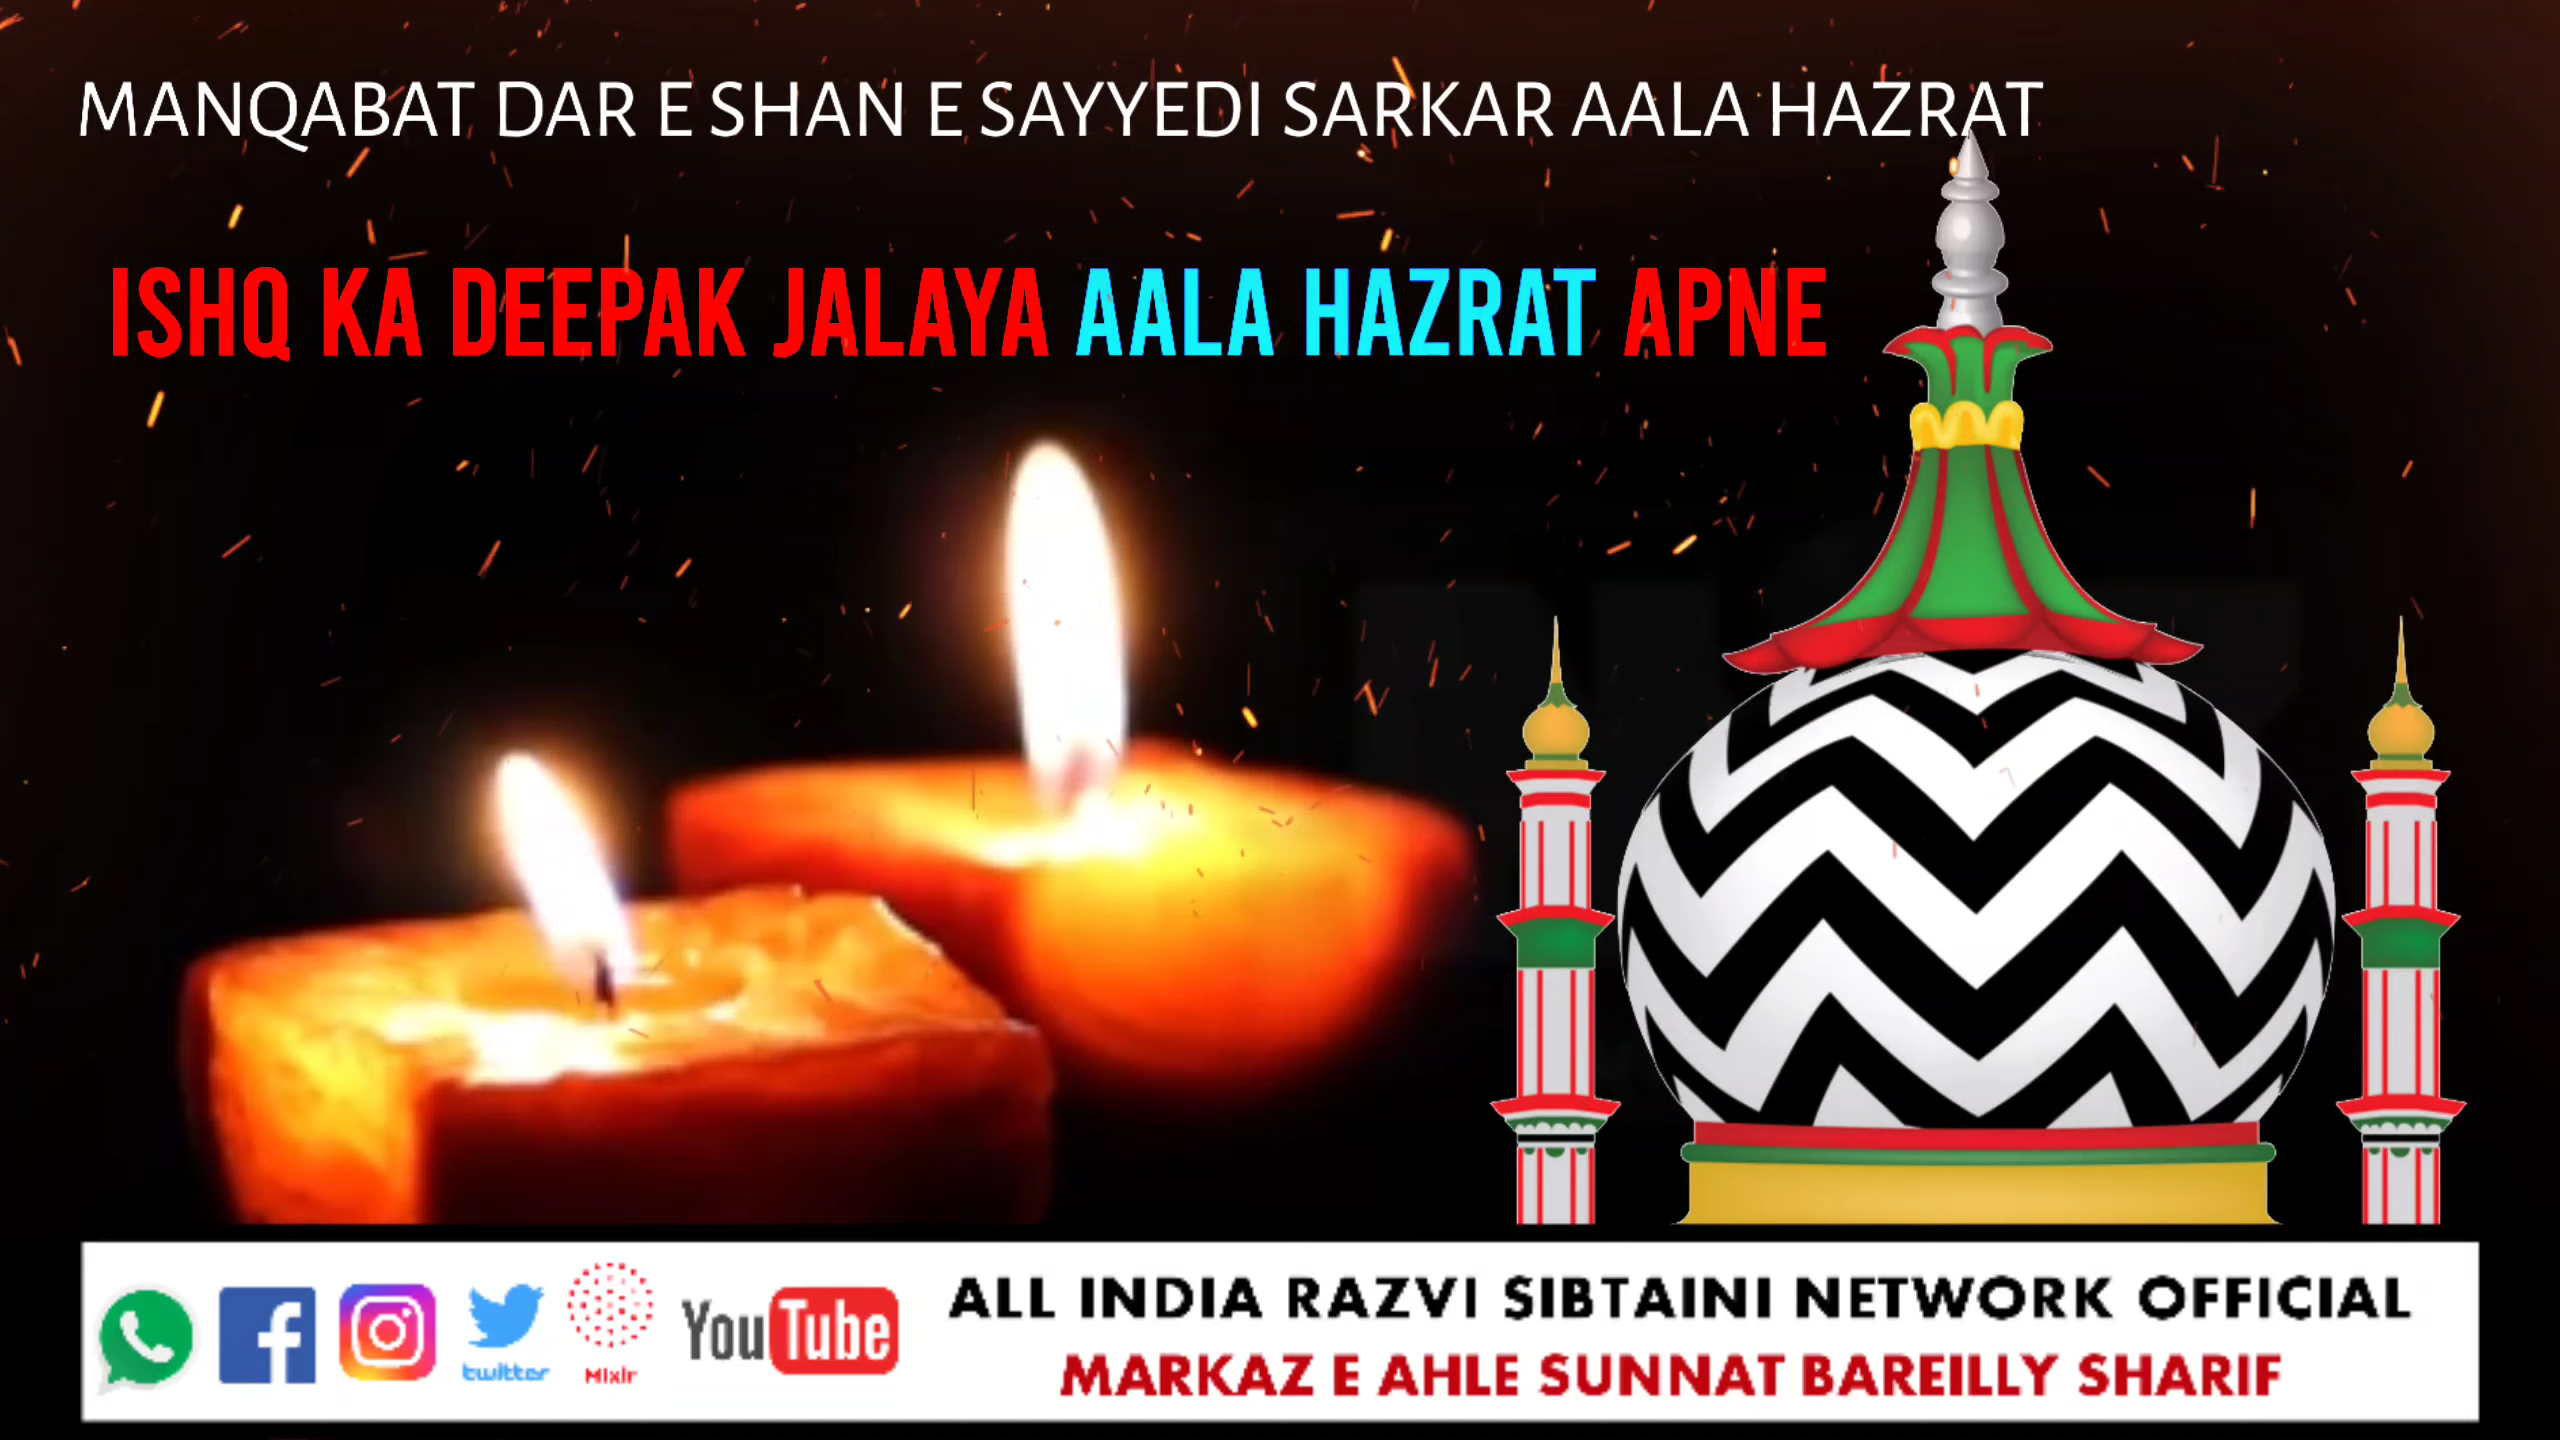 MANQABAT DAR E SHAN E SAYYEDI SARKAR AALA HAZRAT
ISHQ KA DEEPAK JALAYA AALA HAZRAT APNE
twitter
Mixlr
YouTube
ALL INDIA RAZVI SIBTAINI NETWORK OFFICIAL
MARKAZ E AHLE SUNNAT BAREILLY SHARIF